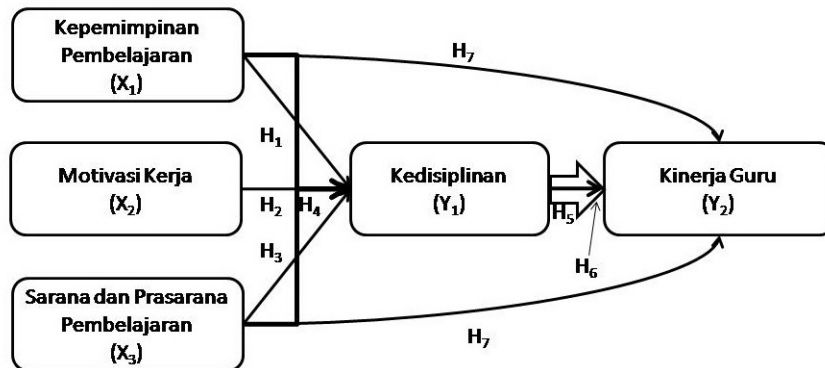 Kepemimpinan
Pembelajaran
(X₁)
H₇
H₁
Motivasi Kerja
(X₂)
H₂
H₄
Kedisiplinan
(Y₁)
H₅
Kinerja Guru
(Y₂)
H₃
H₆
Sarana dan Prasarana
Pembelajaran
(X₃)
H₇